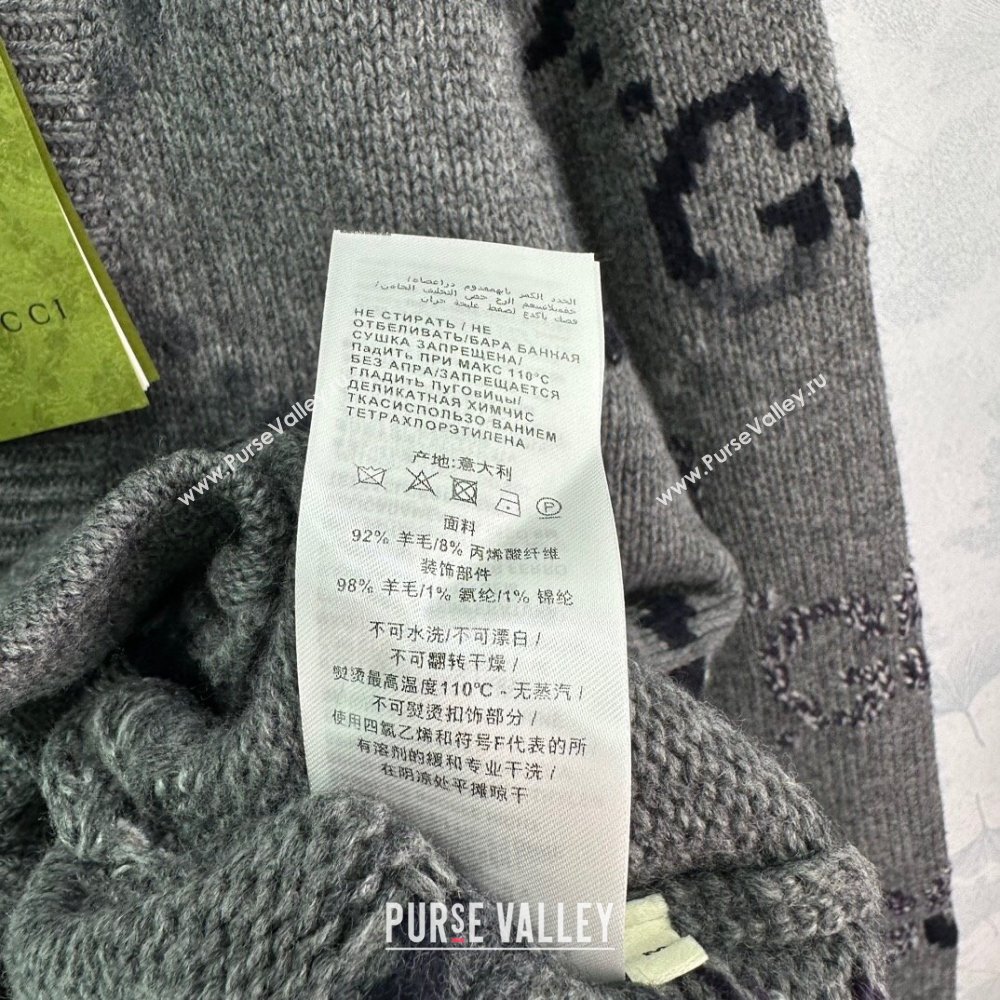 CCI
НЕ СТИРАТЬ / НЕ
ОТБЕЛИВАТЬ/БАРА БАННАЯ
СУШКА ЗАПРЕЩЕНА/
ПаДИТЬ ПРИ МАКС 110°C
БЕЗ АПРА/ЗАПРЕЩАЕТСЯ
ГЛАДИТЬ ПуГОвИЦЫ/
ДЕЛИКАТНАЯ ХИМЧИС
ТКАСИСПОЛЬЗО ВАНИЕМ
ТЕТРАХЛОРЭТИЛЕНА
产地:意大利
P
面料
92% 羊毛/8% 丙烯酸纤维
装饰部件
98% 羊毛/1% 氨纶/1% 锦纶
不可水洗/不可漂白/
不可翻转干燥/
熨烫最高温度110℃ - 无蒸汽/
不可熨烫扣饰部分/
使用四氯乙烯和符号F代表的所
有溶剂的緩和专业干洗/
在阴凉处平摊晾干
G
G
www.PurseValley.ru
www.PurseValley.ru
PURSE VALLEY